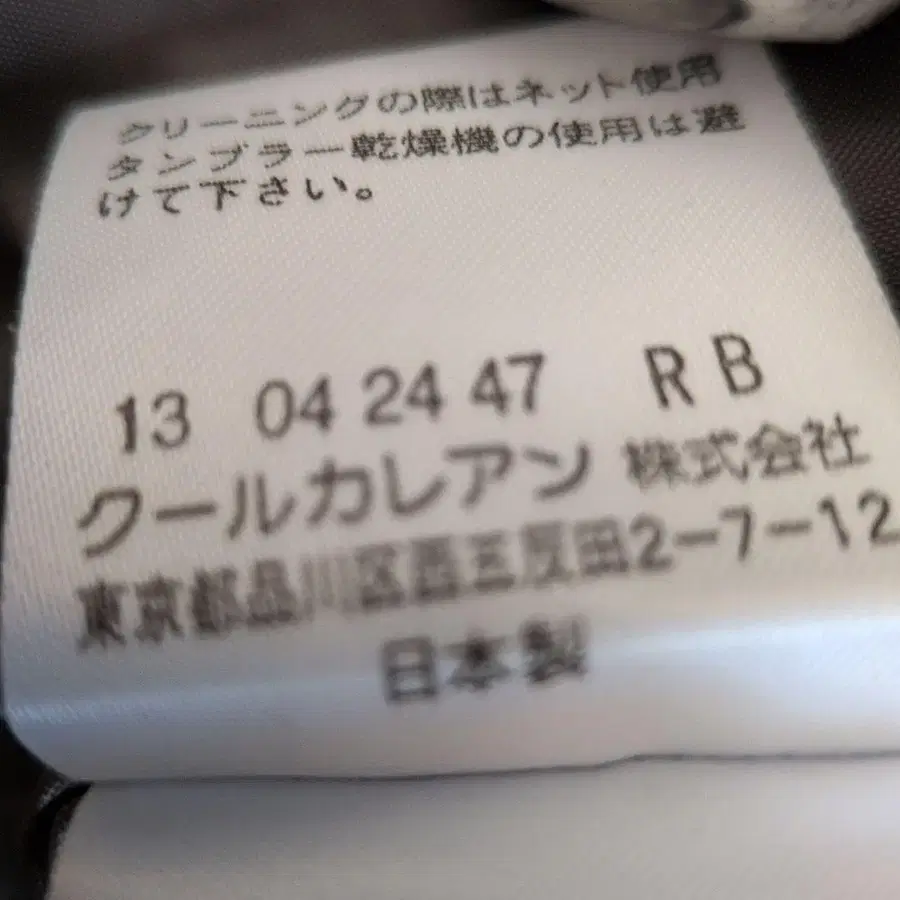 クリーニングの際はネット使用
タンブラー乾燥機の使用は避
けて下さい。
13 04 24 47 RB
クールカレアン 株式会社
東京都品川区西五反田2-7-12
日本製